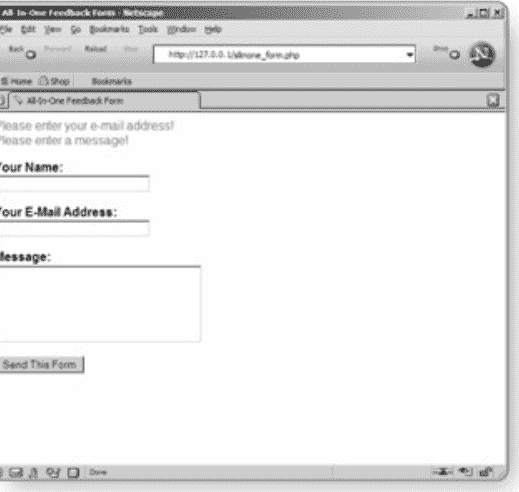 All-In-One Feedback Form - Netscape
File Edit View Go Bookmarks Tools Window Help
Back Forward Reload Stop http://127.0.0.1/allinone_form.php Print
Home Shop Bookmarks
All-In-One Feedback Form
Please enter your e-mail address!
Please enter a message!
Your Name:
Your E-Mail Address:
Message:
Send This Form
Done